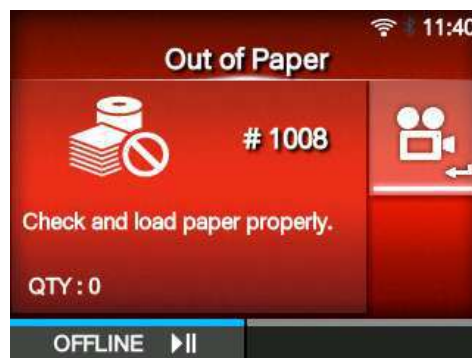 11:40
Out of Paper
# 1008
Check and load paper properly.
QTY : 0
OFFLINE